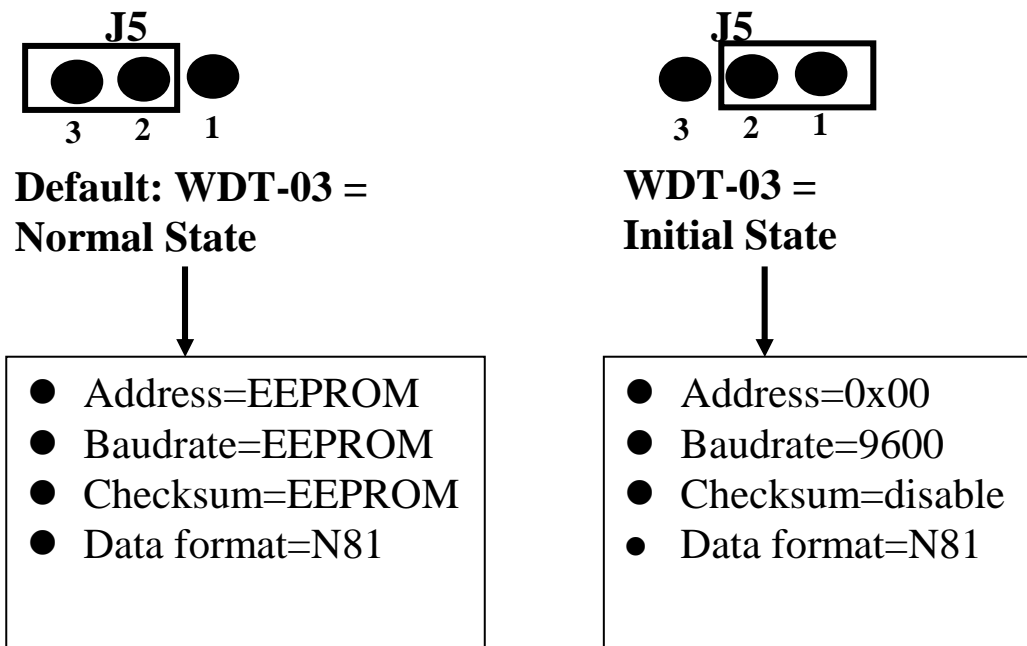 J5
3 2 1
Default: WDT-03 =
Normal State
● Address=EEPROM
● Baudrate=EEPROM
● Checksum=EEPROM
● Data format=N81
J5
3 2 1
WDT-03 =
Initial State
● Address=0x00
● Baudrate=9600
● Checksum=disable
● Data format=N81